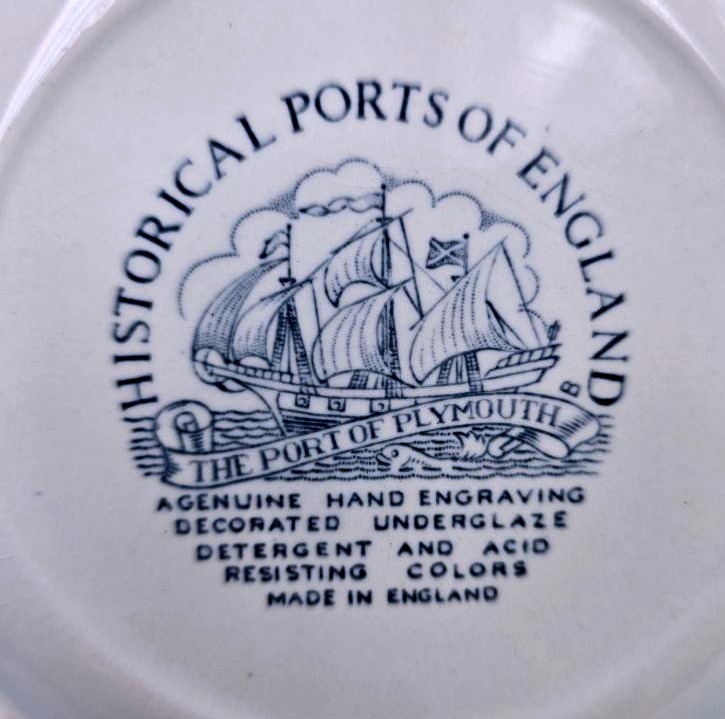 HISTORICAL PORTS OF ENGLAND
B
THE PORT OF PLYMOUTH
A GENUINE HAND ENGRAVING
DECORATED UNDERGLAZE
DETERGENT AND ACID
RESISTING COLORS
MADE IN ENGLAND